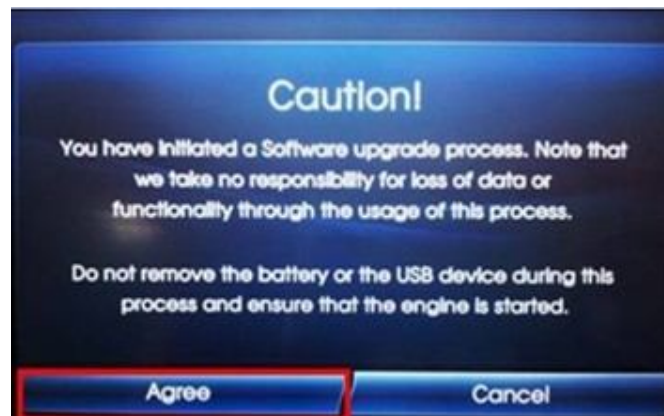 Caution!
You have initiated a Software upgrade process. Note that
we take no responsibility for loss of data or
functionality through the usage of this process.
Do not remove the battery or the USB device during this
process and ensure that the engine is started.
Agree
Cancel